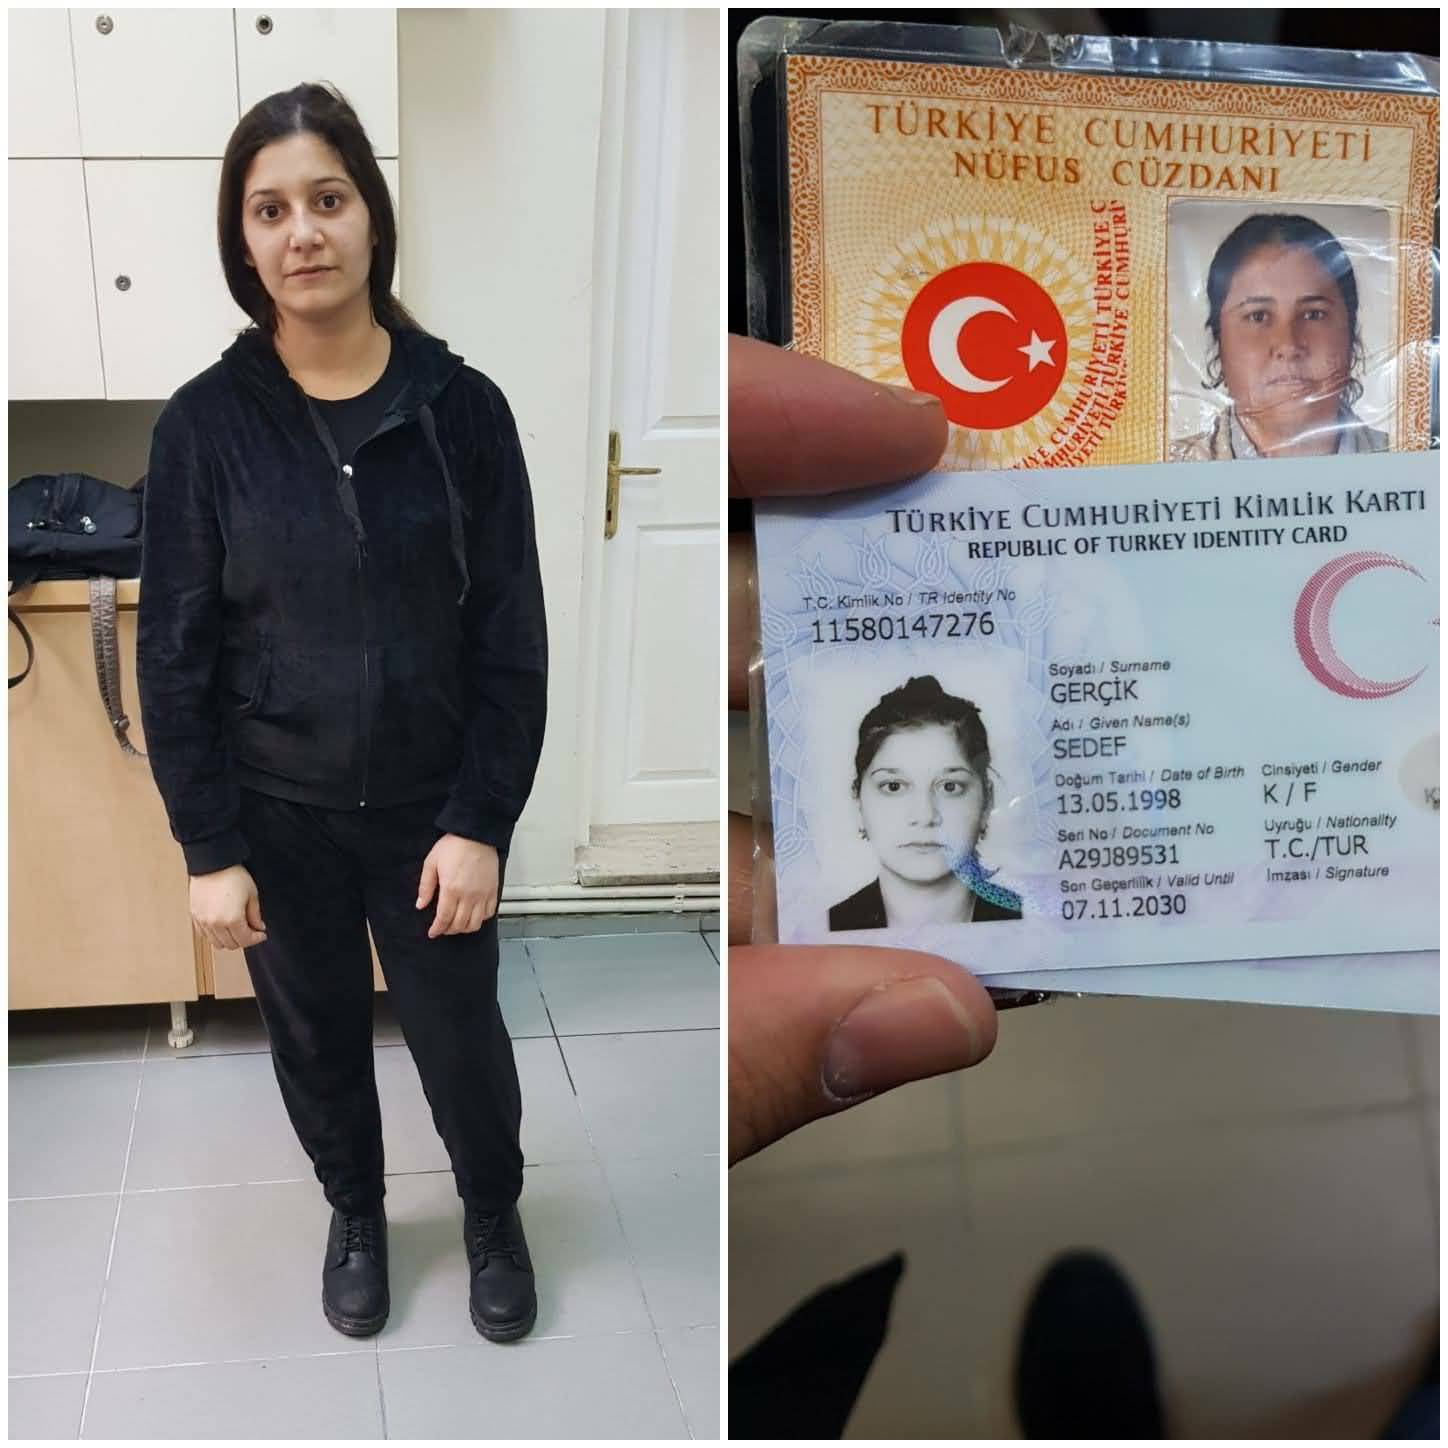 TÜRKİYE CUMHURİYETİ
NÜFUS CÜZDANI
TÜRKİYE CUMHURİYETİ KİMLİK KARTI
REPUBLIC OF TURKEY IDENTITY CARD
T.C. Kimlik No / TR Identity No
11580147276
Soyadı / Surname
GERÇİK
Adı / Given Name(s)
SEDEF
Doğum Tarihi / Date of Birth
13.05.1998
Cinsiyeti / Gender
K / F
Seri No / Document No
A29J89531
Uyruğu / Nationality
T.C./TUR
Son Geçerlilik / Valid Until
07.11.2030
İmzası / Signature